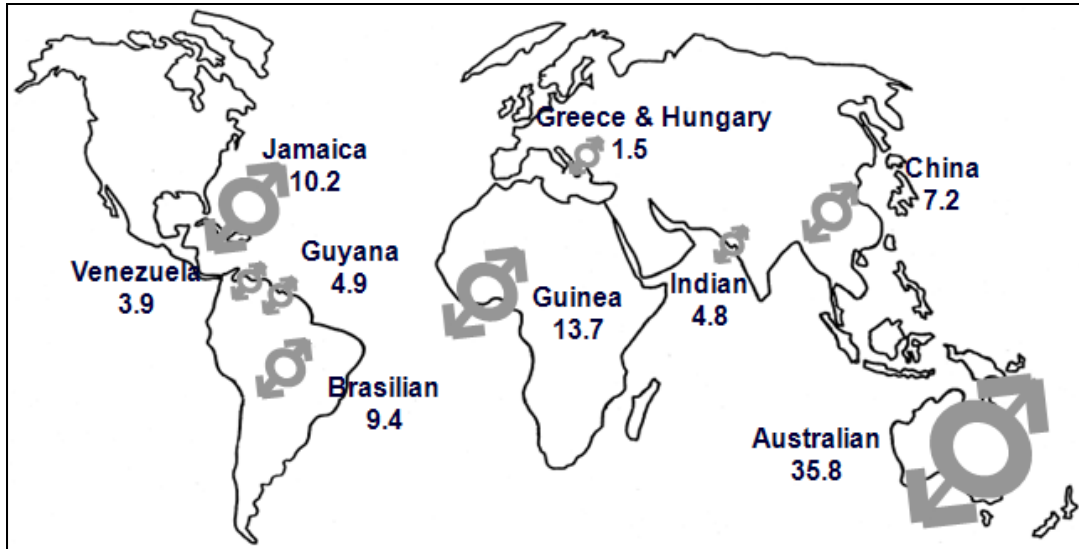 Greece & Hungary
1.5
Jamaica
10.2
China
7.2
Venezuela
3.9
Guyana
4.9
Guinea
13.7
Indian
4.8
Brasilian
9.4
Australian
35.8